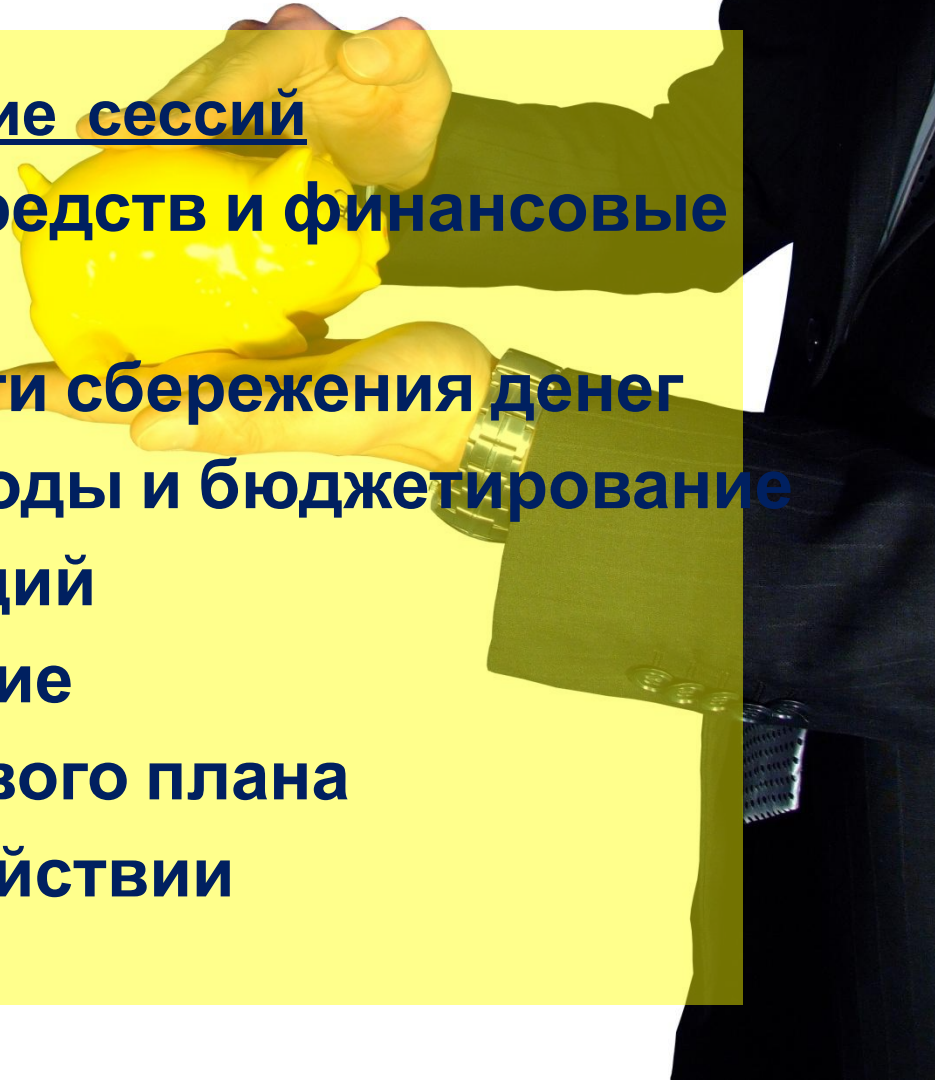 ие сессий
редств и финансовые
ти сбережения денег
оды и бюджетирование
ций
ие
вого плана
йствии